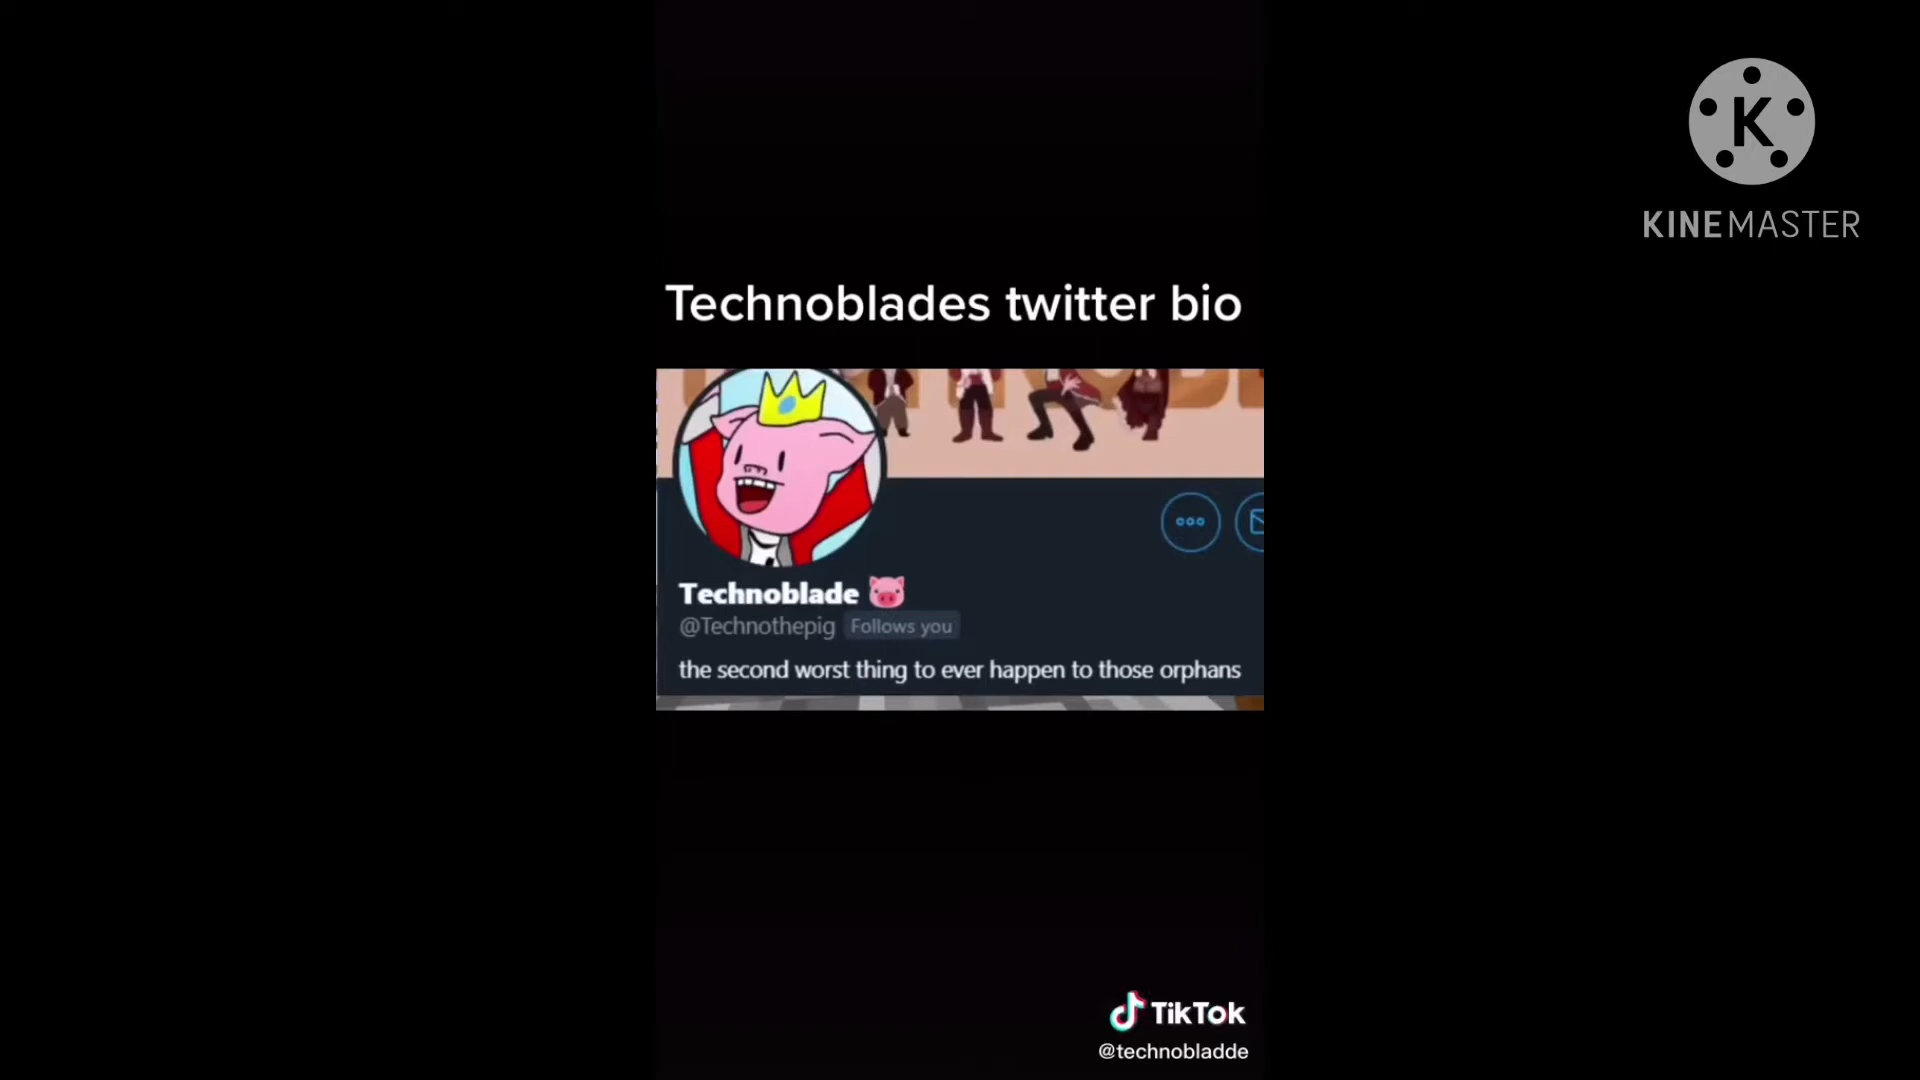 K
KINEMASTER
Technoblades twitter bio
Technoblade
@Technothepig Follows you
the second worst thing to ever happen to those orphans
TikTok
@technobladde